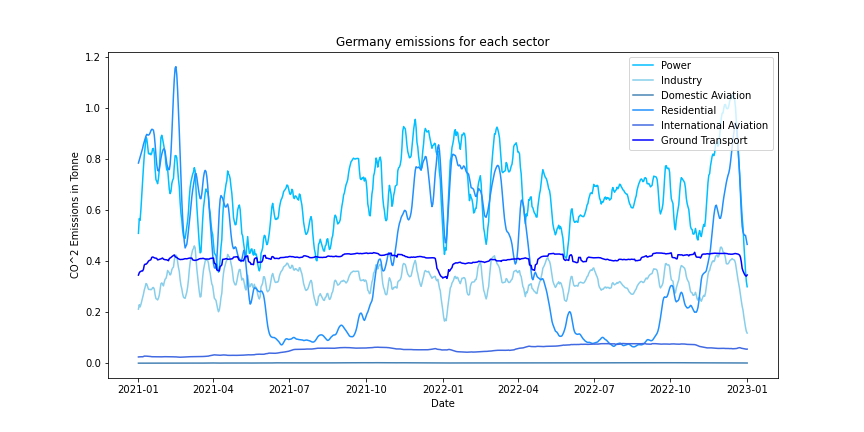 Germany emissions for each sector
Power
Industry
Domestic Aviation
Residential
International Aviation
Ground Transport
CO^2 Emissions in Tonne
1.2
1.0
0.8
0.6
0.4
0.2
0.0
2021-01
2021-04
2021-07
2021-10
2022-01
2022-04
2022-07
2022-10
2023-01
Date